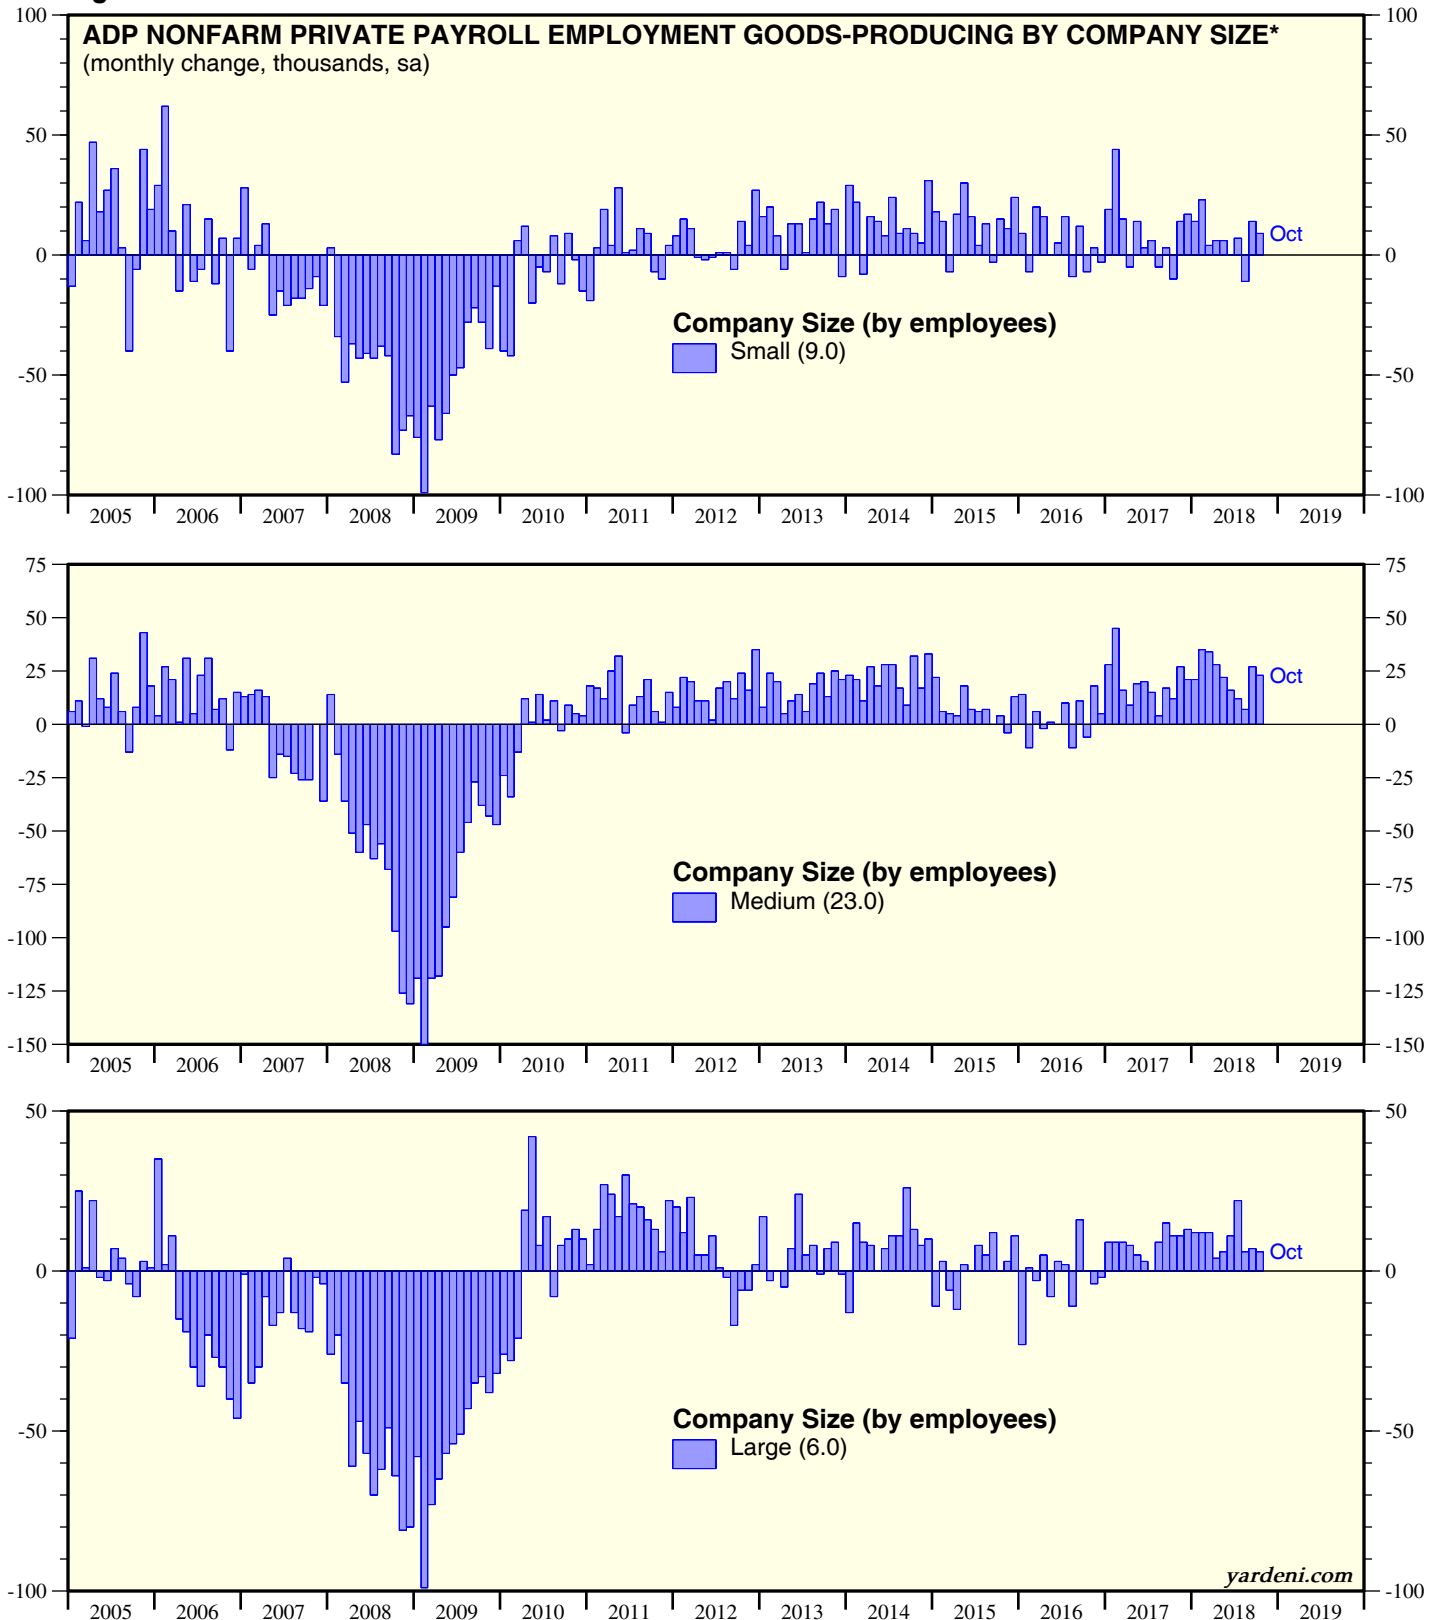 100 100
ADP NONFARM PRIVATE PAYROLL EMPLOYMENT GOODS-PRODUCING BY COMPANY SIZE*
(monthly change, thousands, sa)
50 50
Oct
0 0
Company Size (by employees)
Small (9.0)
-50 -50
-100 -100
2005 2006 2007 2008 2009 2010 2011 2012 2013 2014 2015 2016 2017 2018 2019
75 75
50 50
25 25
Oct
0 0
-25 -25
-50 -50
Company Size (by employees)
-75 -75
Medium (23.0)
-100 -100
-125 -125
-150 -150
2005 2006 2007 2008 2009 2010 2011 2012 2013 2014 2015 2016 2017 2018 2019
50 50
Oct
0 0
Company Size (by employees)
-50 -50
Large (6.0)
yardeni.com
-100 -100
2005 2006 2007 2008 2009 2010 2011 2012 2013 2014 2015 2016 2017 2018 2019